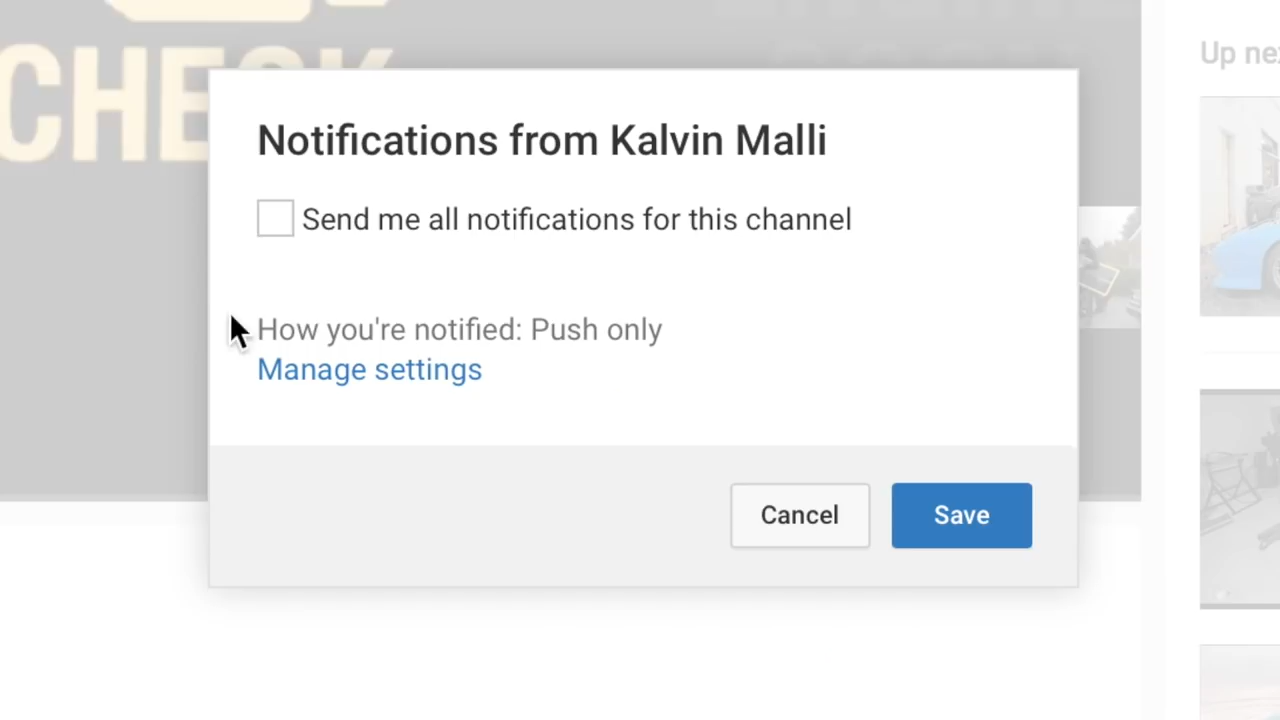 CHE
Up ne
Notifications from Kalvin Malli
Send me all notifications for this channel
How you're notified: Push only
Manage settings
Cancel
Save